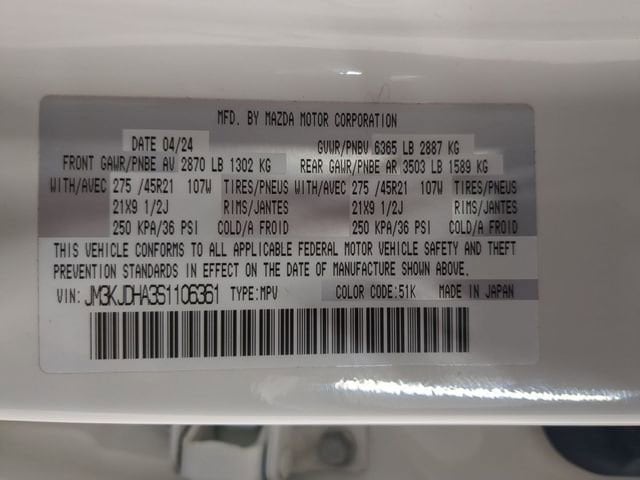 MFD. BY MAZDA MOTOR CORPORATION
DATE 04/24 GVWR/PNBV 6365 LB 2887 KG
FRONT GAWR/PNBE AV 2870 LB 1302 KG REAR GAWR/PNBE AR 3503 LB 1589 KG
WITH/AVEC 275 /45R21 107W TIRES/PNEUS WITH/AVEC 275 /45R21 107W TIRES/PNEUS
21X9 1/2J RIMS/JANTES 21X9 1/2J RIMS/JANTES
250 KPA/36 PSI COLD/A FROID 250 KPA/36 PSI COLD/A FROID
THIS VEHICLE CONFORMS TO ALL APPLICABLE FEDERAL MOTOR VEHICLE SAFETY AND THEFT
PREVENTION STANDARDS IN EFFECT ON THE DATE OF MANUFACTURE SHOWN ABOVE.
VIN: JM3KJDHA3S1106361 TYPE:MPV COLOR CODE:51K MADE IN JAPAN